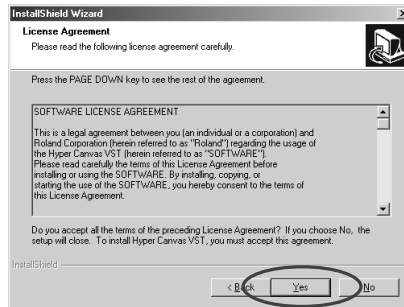 InstallShield Wizard
License Agreement
Please read the following license agreement carefully.
Press the PAGE DOWN key to see the rest of the agreement.
SOFTWARE LICENSE AGREEMENT
This is a legal agreement between you (an individual or a corporation) and
Roland Corporation (herein referred to as "Roland") regarding the usage of
the Hyper Canvas VST (herein referred to as "SOFTWARE").
Please read carefully the terms of this License Agreement before
installing or using the SOFTWARE. By installing, copying, or
starting the use of the SOFTWARE, you hereby consent to the terms of
this License Agreement.
Do you accept all the terms of the preceding License Agreement? If you choose No, the
setup will close. To install Hyper Canvas VST, you must accept this agreement.
InstallShield
< Back Yes No